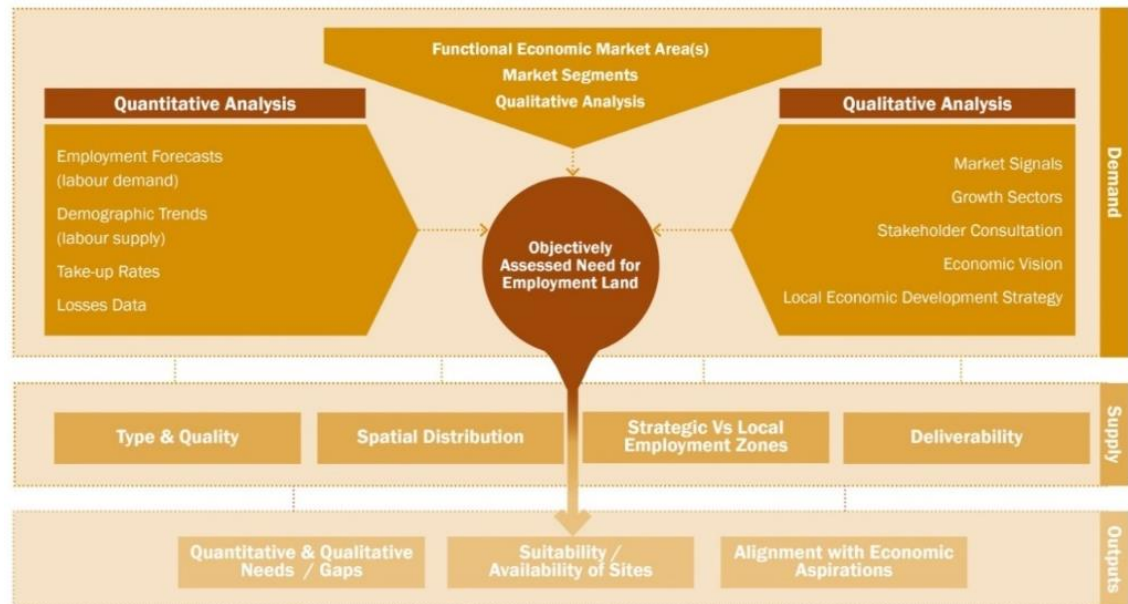 Functional Economic Market Area(s)
Market Segments
Qualitative Analysis
Quantitative Analysis
Employment Forecasts
(labour demand)
Demographic Trends
(labour supply)
Take-up Rates
Losses Data
Objectively
Assessed Need for
Employment Land
Qualitative Analysis
Market Signals
Growth Sectors
Stakeholder Consultation
Economic Vision
Local Economic Development Strategy
Demand
Type & Quality
Spatial Distribution
Strategic Vs Local
Employment Zones
Deliverability
Supply
Quantitative & Qualitative
Needs / Gaps
Suitability /
Availability of Sites
Alignment with Economic
Aspirations
Outputs